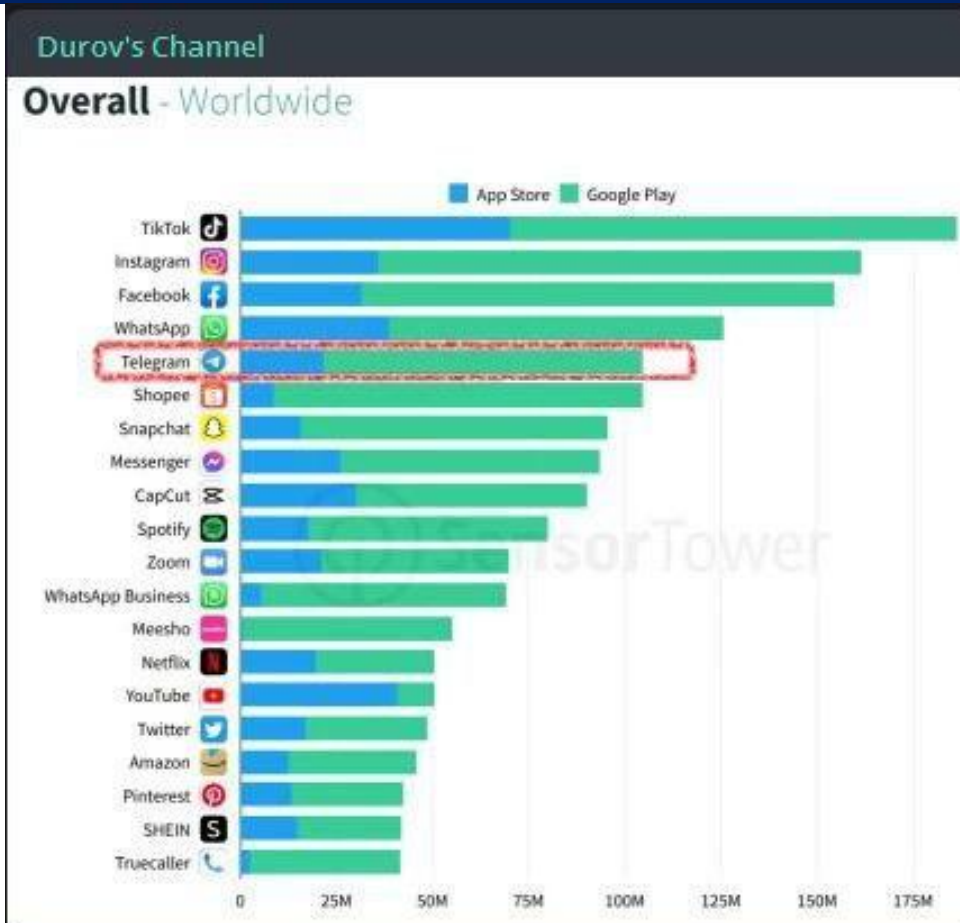 Durov's Channel
Overall - Worldwide
App Store Google Play
TikTok
Instagram
Facebook
WhatsApp
Telegram
Shopee
Snapchat
Messenger
CapCut
Spotify
Zoom
WhatsApp Business
Meesho
Netflix
YouTube
Twitter
Amazon
Pinterest
SHEIN
Truecaller
SensorTower
0 25M 50M 75M 100M 125M 150M 175M